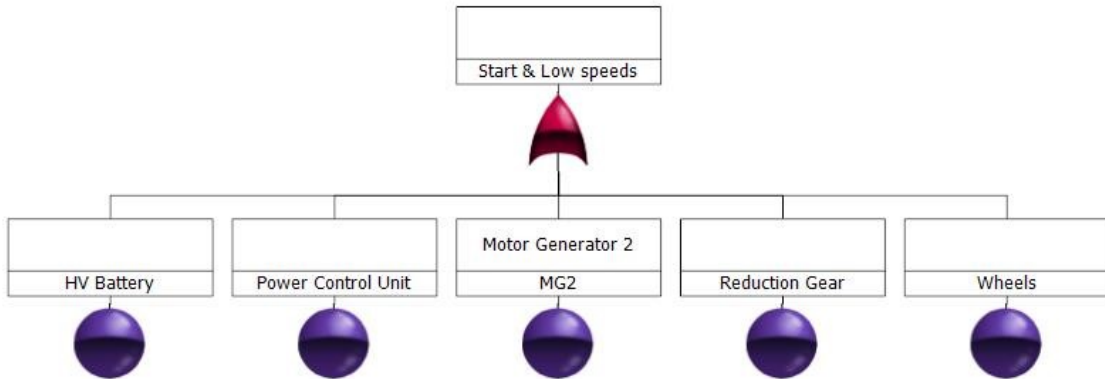 Start & Low speeds
Motor Generator 2
HV Battery
Power Control Unit
MG2
Reduction Gear
Wheels